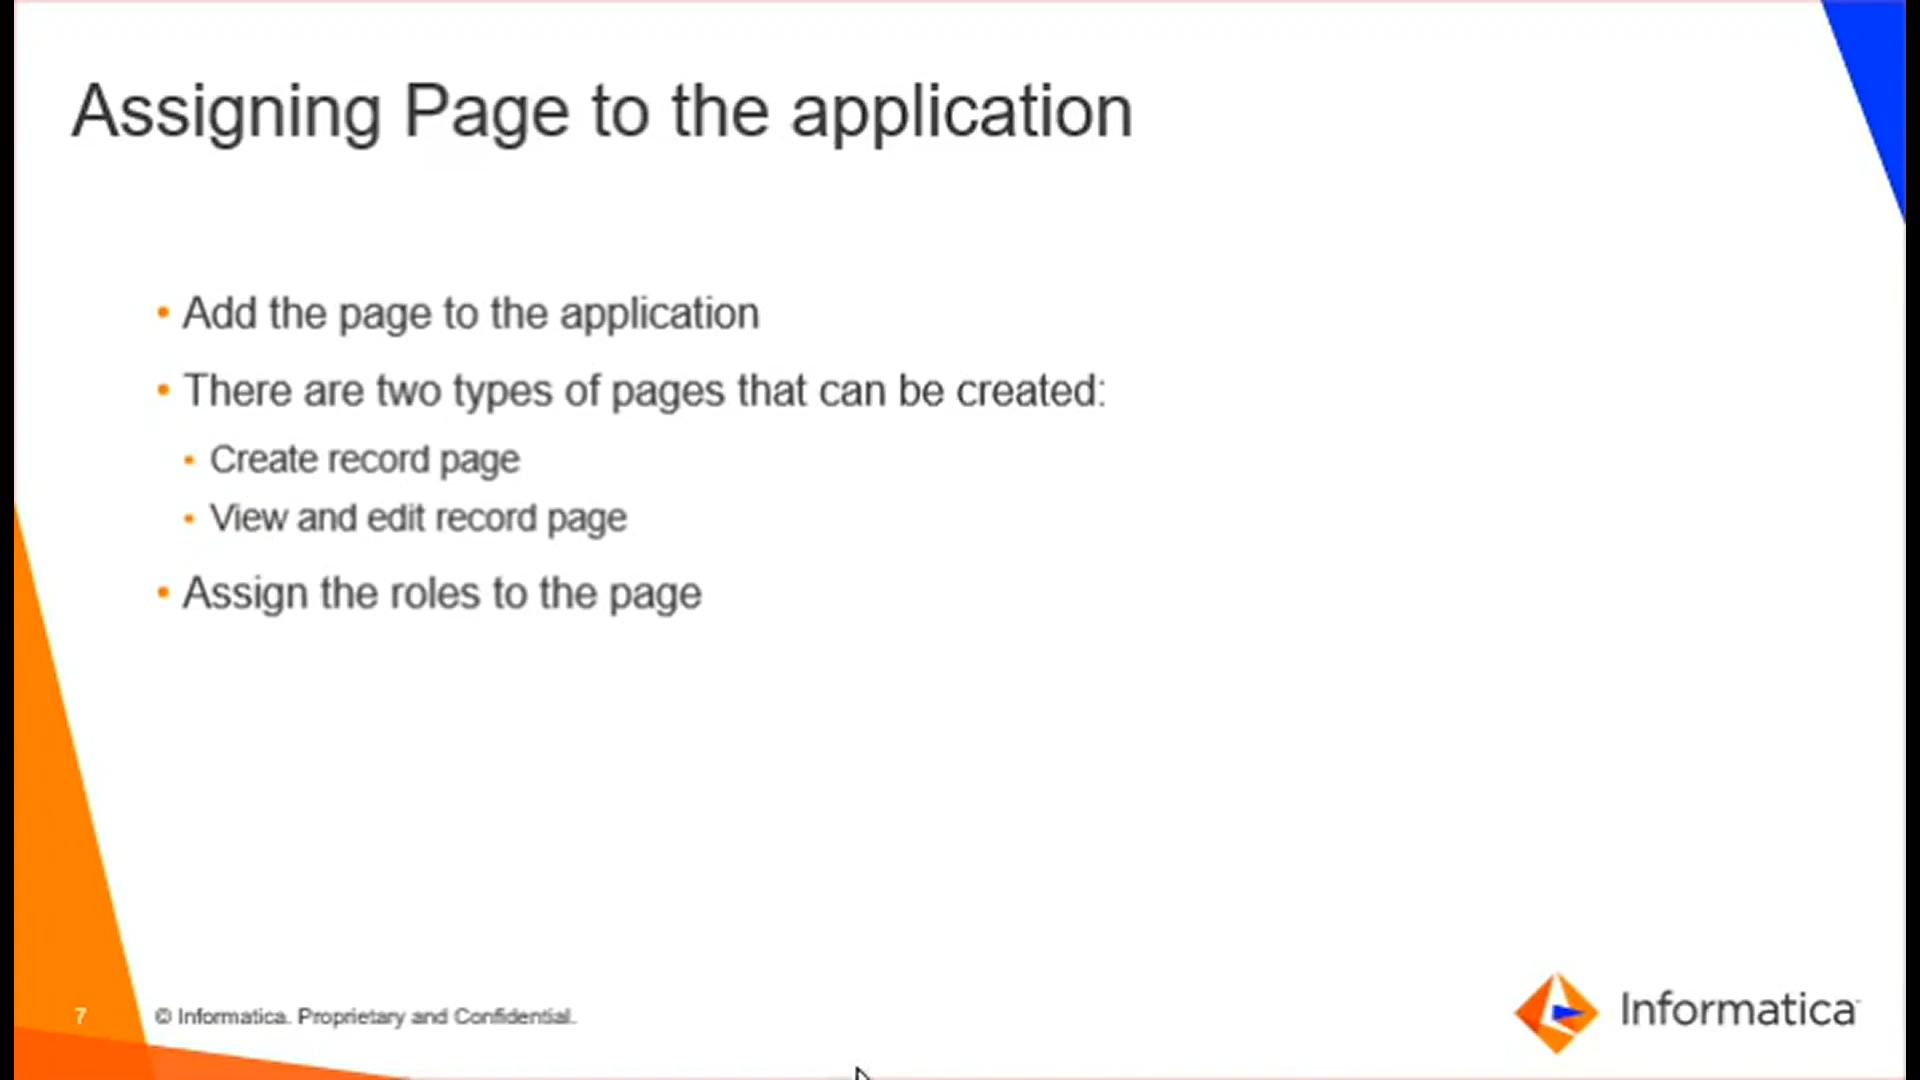 Assigning Page to the application
• Add the page to the application
• There are two types of pages that can be created:
• Create record page
• View and edit record page
• Assign the roles to the page
7
© Informatica. Proprietary and Confidential.
Informatica